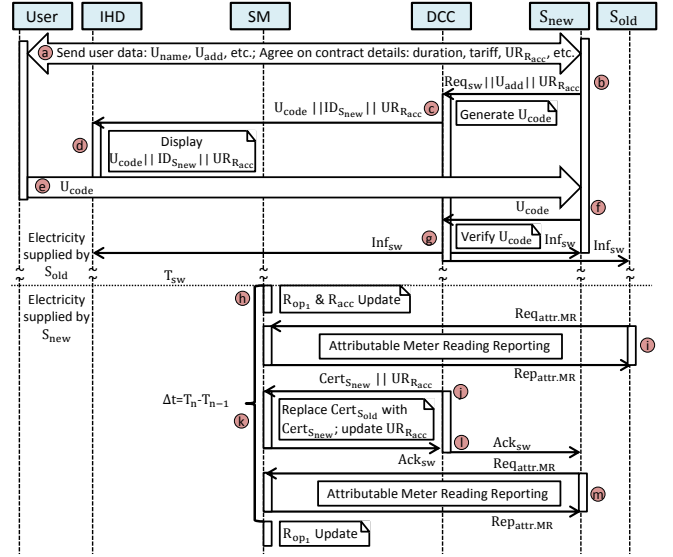 User IHD SM DCC S_new S_old
a Send user data: U_name, U_add, etc.; Agree on contract details: duration, tariff, UR_Racc, etc.
b
Req_sw||U_add|| UR_Racc
c
U_code ||ID_Snew|| UR_Racc
Generate U_code
d
Display
U_code|| ID_Snew|| UR_Racc
e U_code
f
U_code
g
Verify U_code
Electricity
supplied by
S_old
Inf_sw Inf_sw Inf_sw
~ ~ ~ ~ ~ ~
T_sw
Electricity
supplied by
S_new
h
R_op1 & R_acc Update
Req_attr.MR
Attributable Meter Reading Reporting
i
Rep_attr.MR
Cert_Snew || UR_Racc
j
Δt=T_n-T_n−1
k
Replace Cert_Sold with
Cert_Snew; update UR_Racc
l
Ack_sw
Ack_sw
Req_attr.MR
Attributable Meter Reading Reporting
m
Rep_attr.MR
R_op1 Update